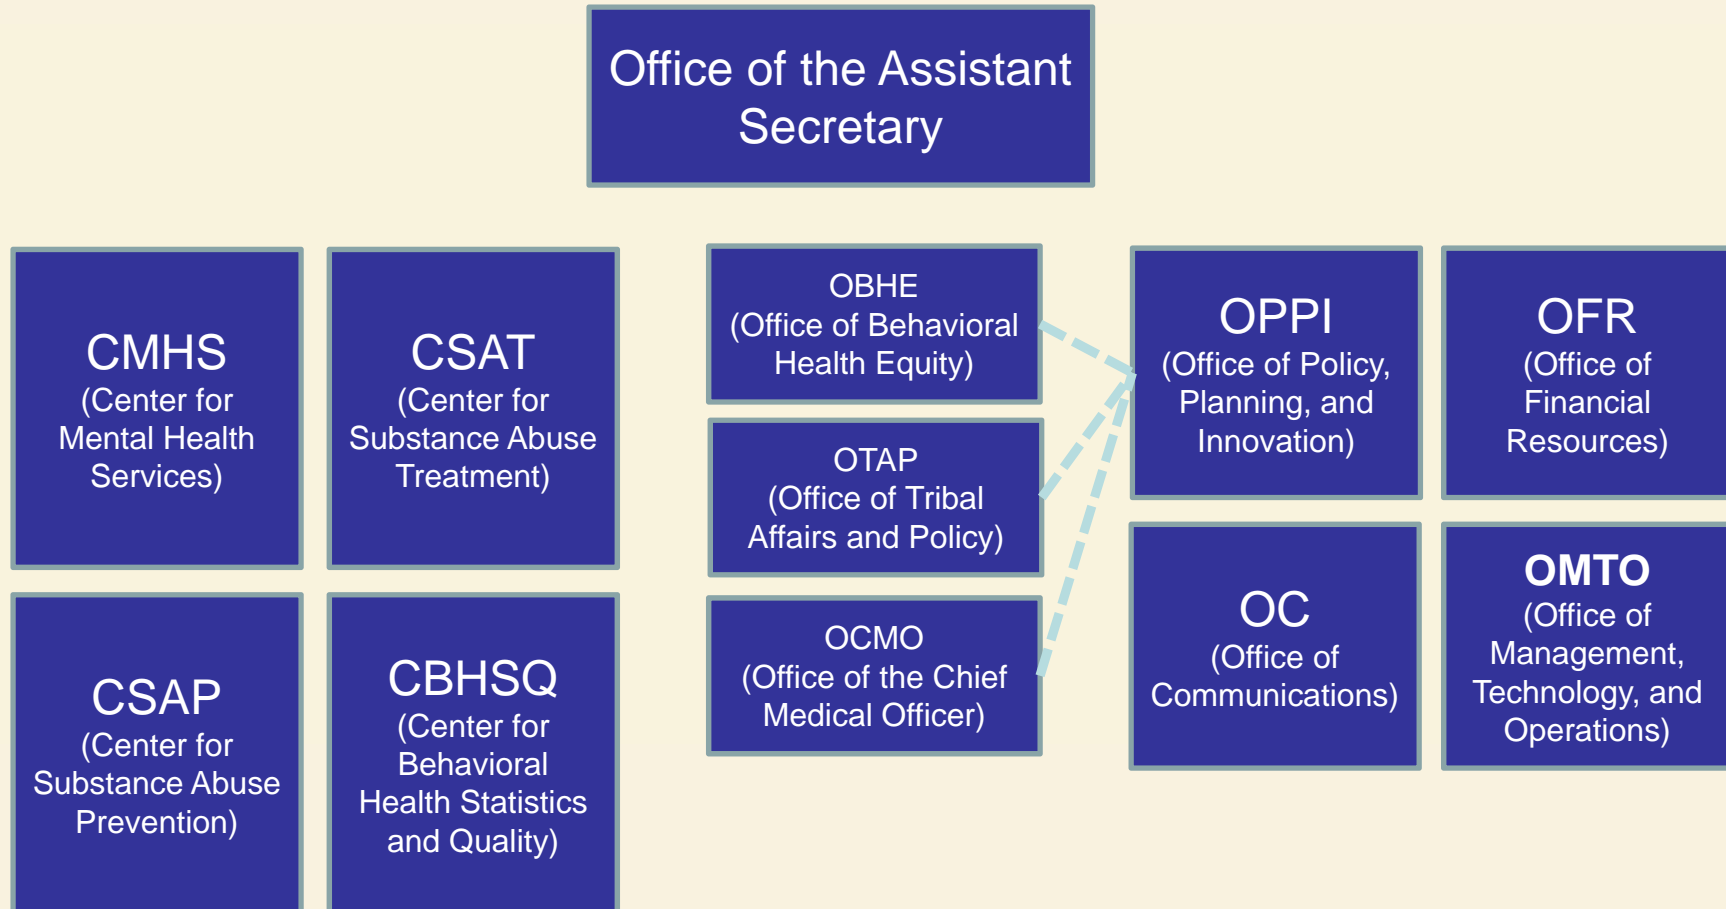 Office of the Assistant
Secretary
CMHS
(Center for
Mental Health
Services)
CSAT
(Center for
Substance Abuse
Treatment)
OBHE
(Office of Behavioral
Health Equity)
OPPI
(Office of Policy,
Planning, and
Innovation)
OFR
(Office of
Financial
Resources)
OTAP
(Office of Tribal
Affairs and Policy)
CSAP
(Center for
Substance Abuse
Prevention)
CBHSQ
(Center for
Behavioral
Health Statistics
and Quality)
OCMO
(Office of the Chief
Medical Officer)
OC
(Office of
Communications)
OMTO
(Office of
Management,
Technology, and
Operations)